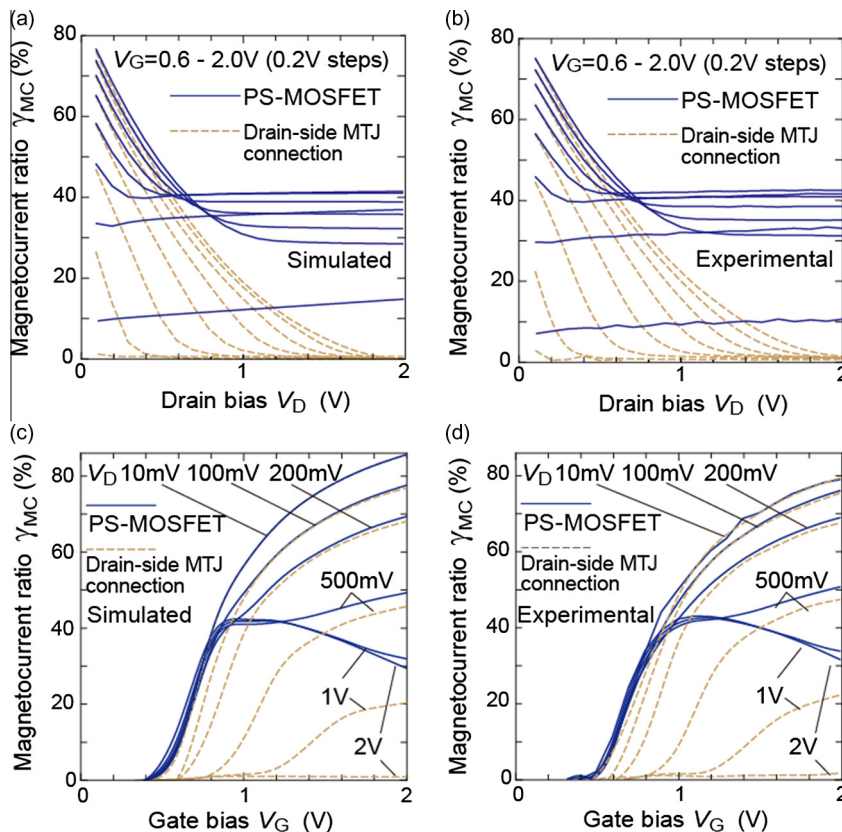 (a)
Magnetocurrent ratio γMC (%)
80
60
40
20
0
VG=0.6 - 2.0V (0.2V steps)
PS-MOSFET
Drain-side MTJ
connection
Simulated
0
1
2
Drain bias VD (V)
(b)
Magnetocurrent ratio γMC (%)
80
60
40
20
0
VG=0.6 - 2.0V (0.2V steps)
PS-MOSFET
Drain-side MTJ
connection
Experimental
0
1
2
Drain bias VD (V)
(c)
Magnetocurrent ratio γMC (%)
80
60
40
20
0
VD 10mV 100mV 200mV
PS-MOSFET
Drain-side MTJ
connection
Simulated
500mV
1V
2V
0
1
2
Gate bias VG (V)
(d)
Magnetocurrent ratio γMC (%)
80
60
40
20
0
VD 10mV 100mV 200mV
PS-MOSFET
Drain-side MTJ
connection
Experimental
500mV
1V
2V
0
1
2
Gate bias VG (V)